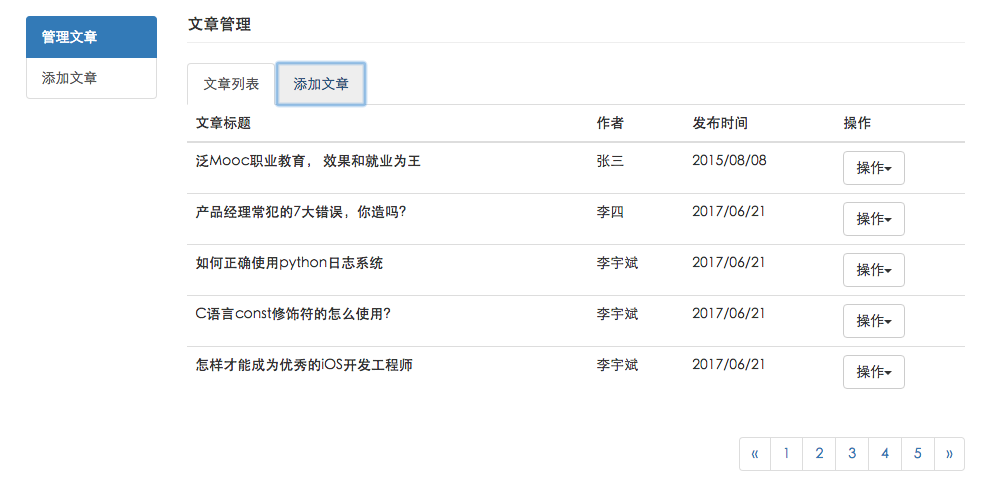 管理文章
添加文章
文章管理
文章列表 添加文章
文章标题 作者 发布时间 操作
泛Mooc职业教育， 效果和就业为王 张三 2015/08/08 操作
产品经理常犯的7大错误，你造吗？ 李四 2017/06/21 操作
如何正确使用python日志系统 李宇斌 2017/06/21 操作
C语言const修饰符的怎么使用？ 李宇斌 2017/06/21 操作
怎样才能成为优秀的iOS开发工程师 李宇斌 2017/06/21 操作
« 1 2 3 4 5 »